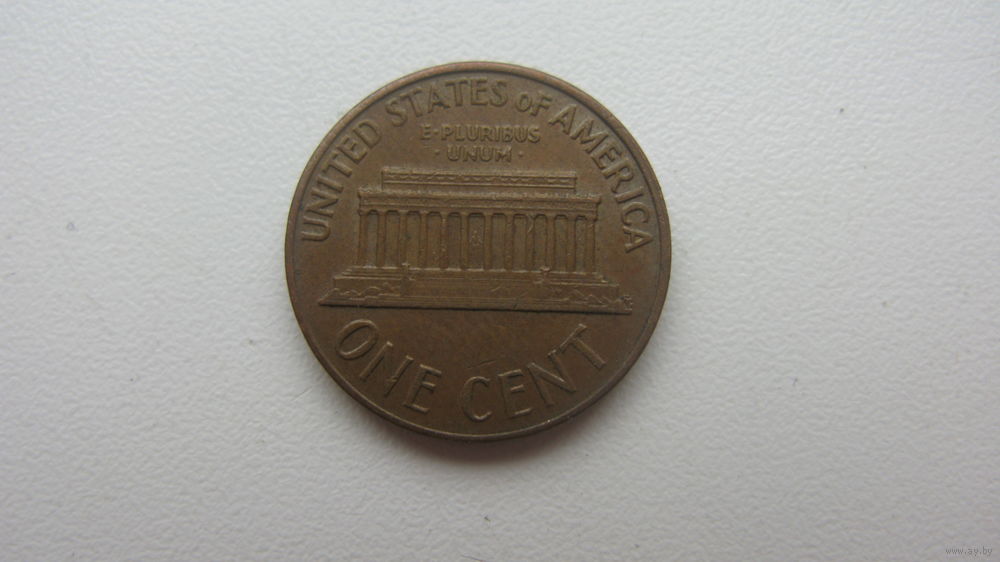 UNITED STATES OF AMERICA
E·PLURIBUS
·UNUM·
ONE CENT
www.ay.by